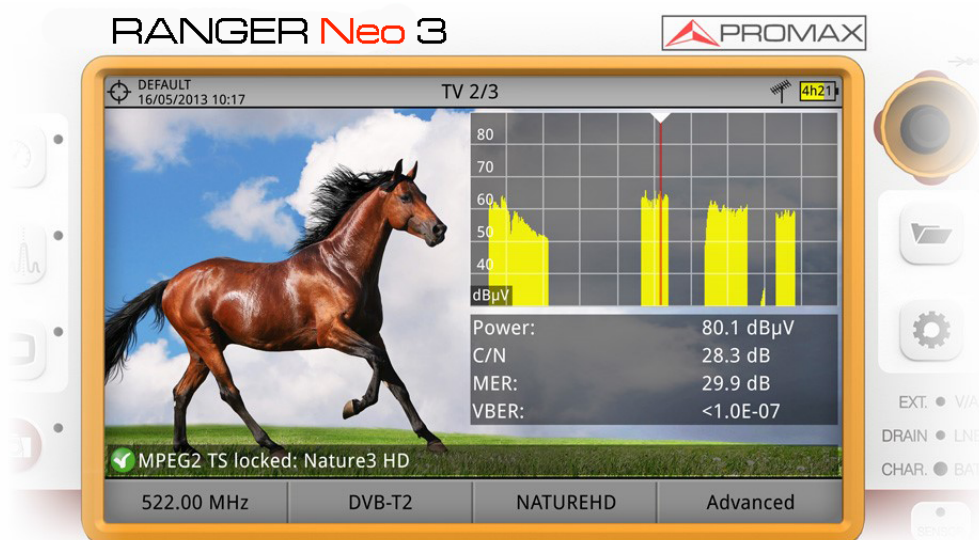 RANGER Neo 3
PROMAX
DEFAULT
16/05/2013 10:17
TV 2/3
4h21
80
70
60
50
40
dBµV
Power: 80.1 dBµV
C/N 28.3 dB
MER: 29.9 dB
VBER: <1.0E-07
MPEG2 TS locked: Nature3 HD
522.00 MHz DVB-T2 NATUREHD Advanced
EXT. V/A
DRAIN LNB
CHAR. BAT